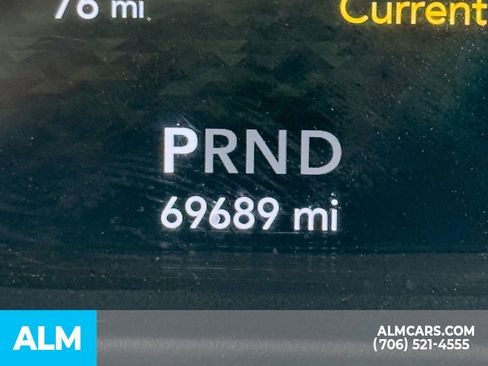 76 mi
Current
PRND
69689 mi
ALM
ALMCARS.COM
(706) 521-4555